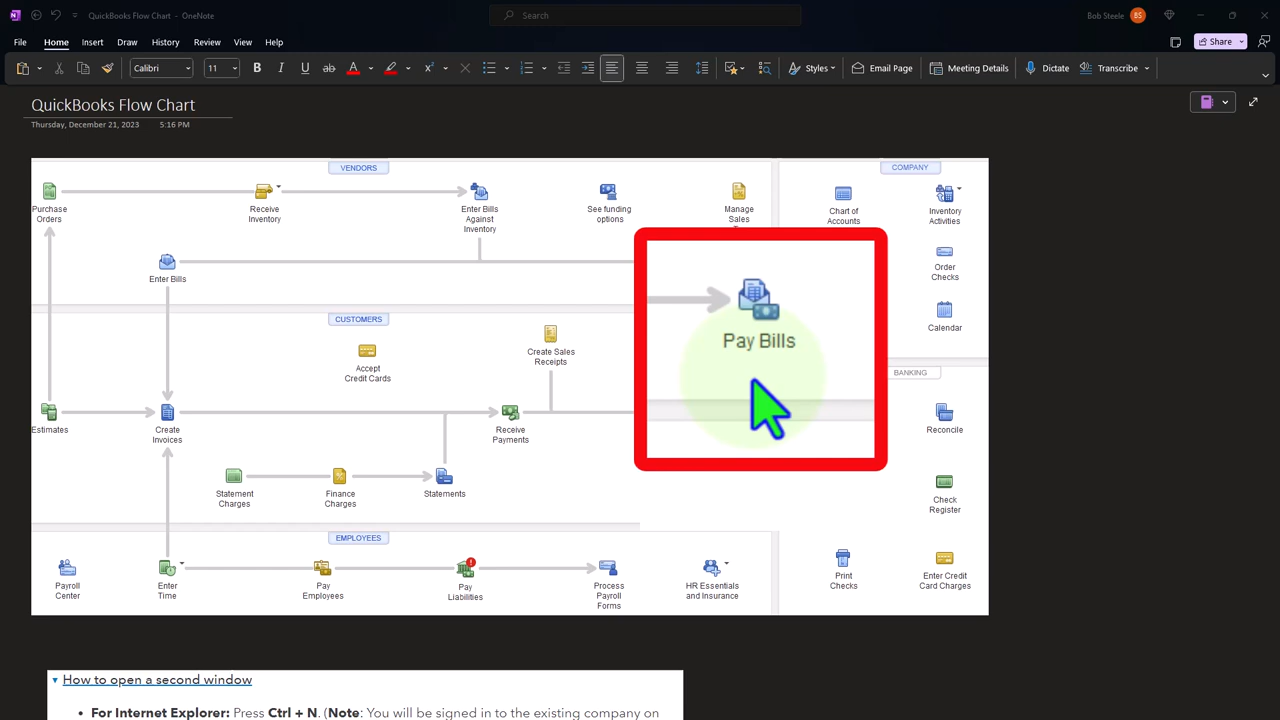 QuickBooks Flow Chart - OneNote
Search
Bob Steele
BS
File
Home
Insert
Draw
History
Review
View
Help
Share
Calibri
11
B
I
U
ab
A
x
Styles
Email Page
Meeting Details
Dictate
Transcribe
QuickBooks Flow Chart
Thursday, December 21, 2023
5:16 PM
VENDORS
Purchase
Orders
Receive
Inventory
Enter Bills
Against
Inventory
See funding
options
Manage
Sales
Enter Bills
Pay Bills
COMPANY
Chart of
Accounts
Inventory
Activities
Order
Checks
Calendar
CUSTOMERS
Accept
Credit Cards
Create Sales
Receipts
Estimates
Create
Invoices
Receive
Payments
Statement
Charges
Finance
Charges
Statements
BANKING
Reconcile
Check
Register
Print
Checks
Enter Credit
Card Charges
EMPLOYEES
Payroll
Center
Enter
Time
Pay
Employees
Pay
Liabilities
Process
Payroll
Forms
HR Essentials
and Insurance
How to open a second window
• For Internet Explorer: Press Ctrl + N. (Note: You will be signed in to the existing company on